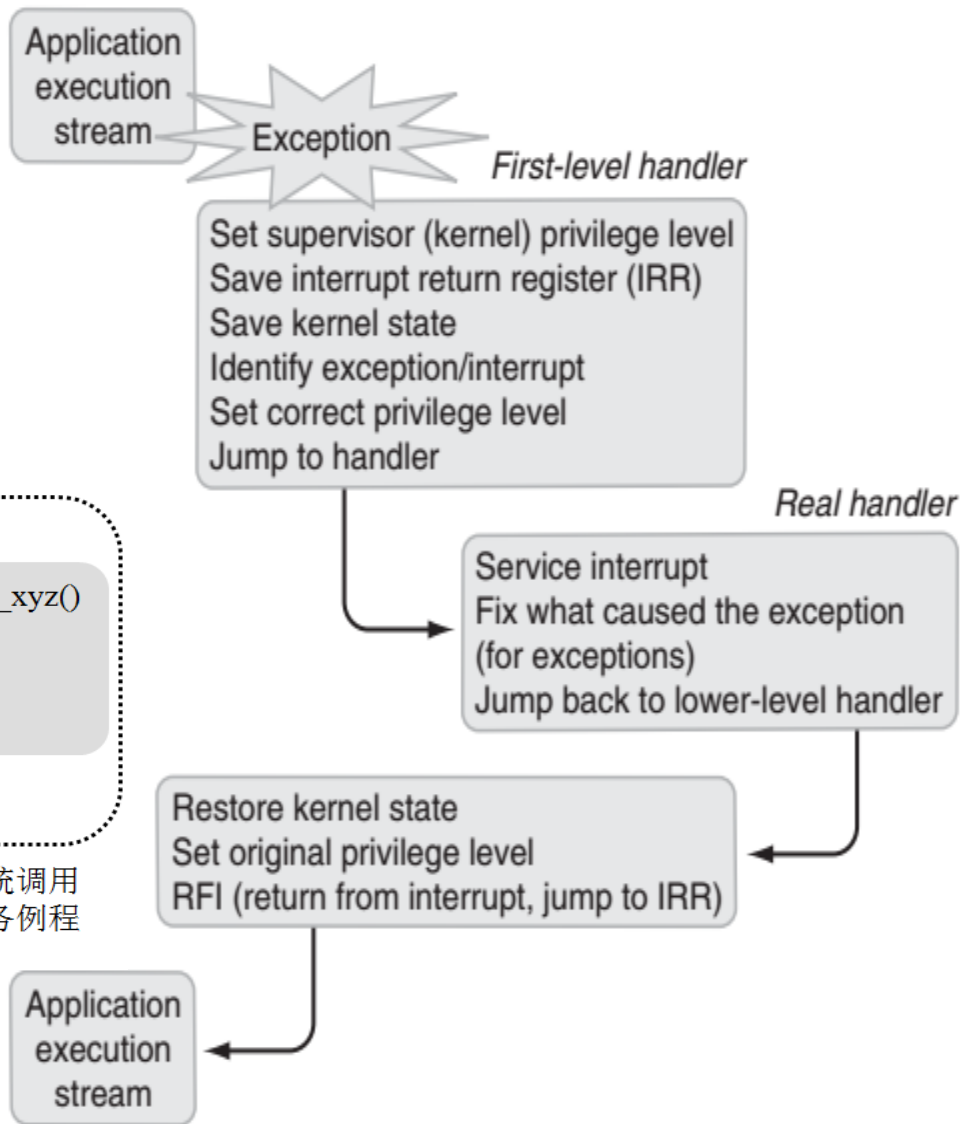 Application
execution
stream
Exception
First-level handler
Set supervisor (kernel) privilege level
Save interrupt return register (IRR)
Save kernel state
Identify exception/interrupt
Set correct privilege level
Jump to handler
Real handler
_xyz()
Service interrupt
Fix what caused the exception
(for exceptions)
Jump back to lower-level handler
Restore kernel state
Set original privilege level
RFI (return from interrupt, jump to IRR)
统调用
务例程
Application
execution
stream